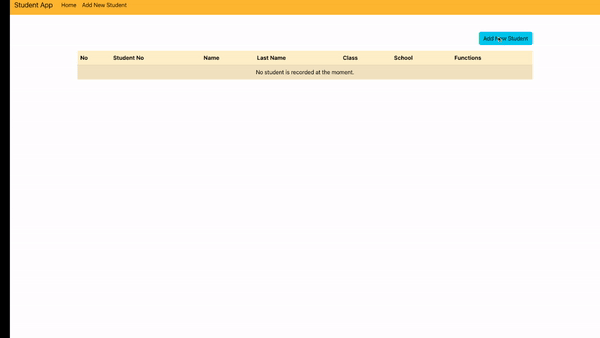 Student App Home Add New Student
Add New Student
No Student No Name Last Name Class School Functions
No student is recorded at the moment.